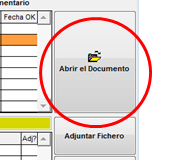 mentario
Fecha OK
Abrir el Documento
Adjuntar Fichero
Adj?